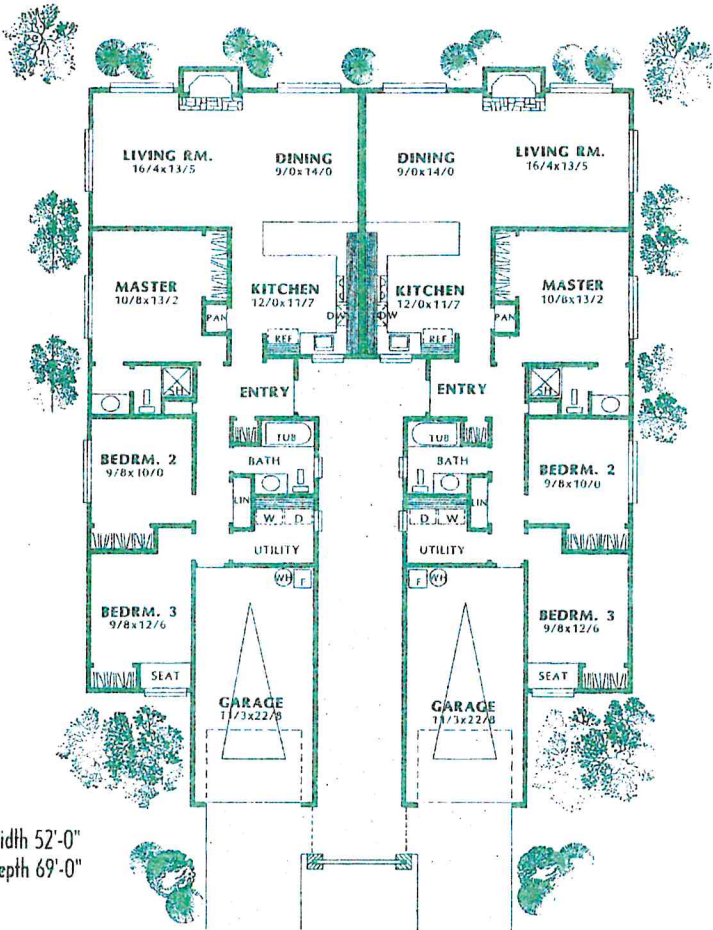 LIVING RM.
16/4x13/5
DINING
9/0x14/0
DINING
9/0x14/0
LIVING RM.
16/4x13/5
MASTER
10/8x13/2
KITCHEN
12/0x11/7
PAN
DW
REF
KITCHEN
12/0x11/7
DW
REF
PAN
MASTER
10/8x13/2
SH
ENTRY
ENTRY
SH
TUB
BATH
TUB
BATH
BEDRM. 2
9/8x10/0
BEDRM. 2
9/8x10/0
LIN
W D
UTILITY
D W
LIN
UTILITY
WH
F
F
WH
BEDRM. 3
9/8x12/6
SEAT
BEDRM. 3
9/8x12/6
SEAT
GARAGE
11/3x22/8
GARAGE
11/3x22/8
idth 52'-0"
epth 69'-0"